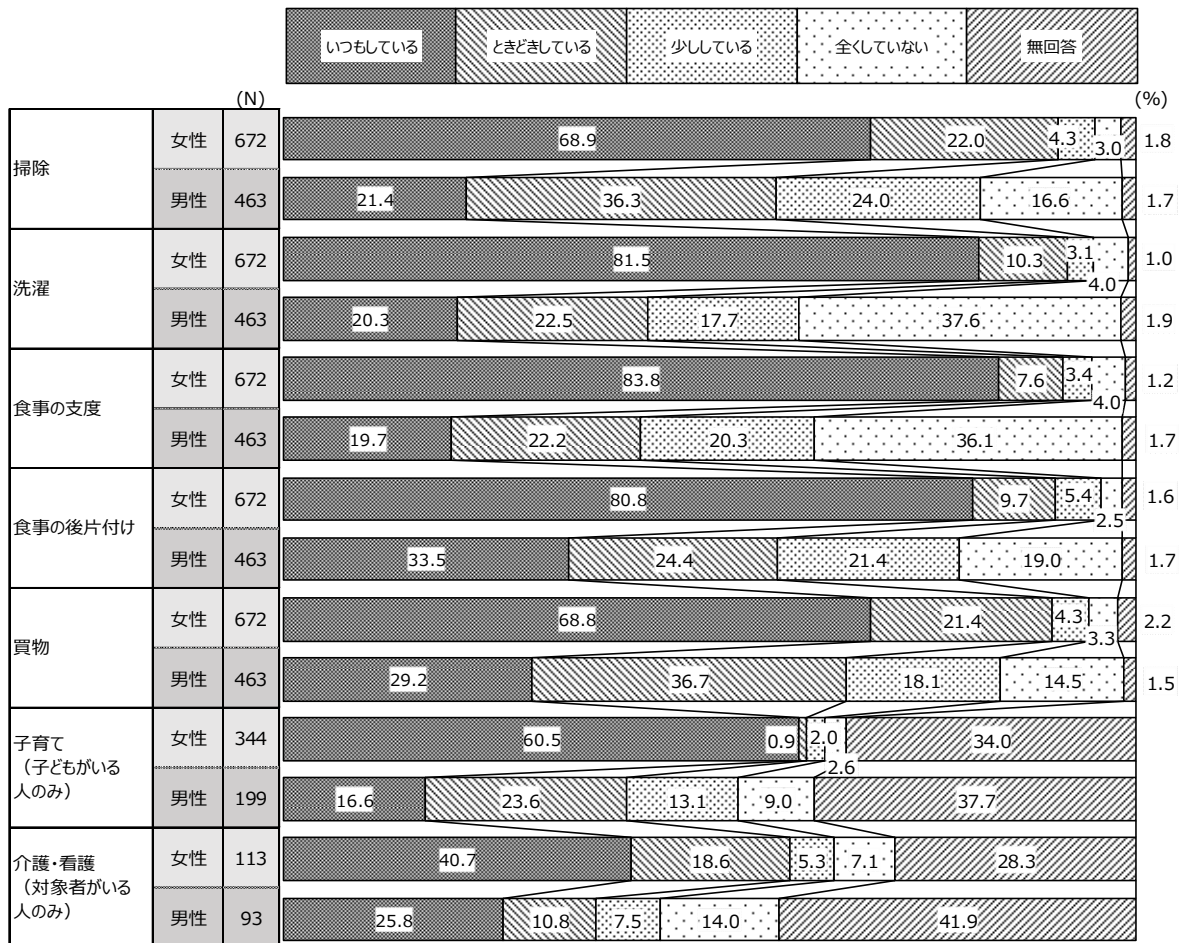 いつもしている ときどきしている 少ししている 全くしていない 無回答
(N) (%)
掃除
女性 672 68.9 22.0 4.3 3.0 1.8
男性 463 21.4 36.3 24.0 16.6 1.7
洗濯
女性 672 81.5 10.3 3.1 4.0 1.0
男性 463 20.3 22.5 17.7 37.6 1.9
食事の支度
女性 672 83.8 7.6 3.4 4.0 1.2
男性 463 19.7 22.2 20.3 36.1 1.7
食事の後片付け
女性 672 80.8 9.7 5.4 2.5 1.6
男性 463 33.5 24.4 21.4 19.0 1.7
買物
女性 672 68.8 21.4 4.3 3.3 2.2
男性 463 29.2 36.7 18.1 14.5 1.5
子育て
（子どもがいる
人のみ）
女性 344 60.5 0.9 2.0 2.6 34.0
男性 199 16.6 23.6 13.1 9.0 37.7
介護・看護
（対象者がいる
人のみ）
女性 113 40.7 18.6 5.3 7.1 28.3
男性 93 25.8 10.8 7.5 14.0 41.9